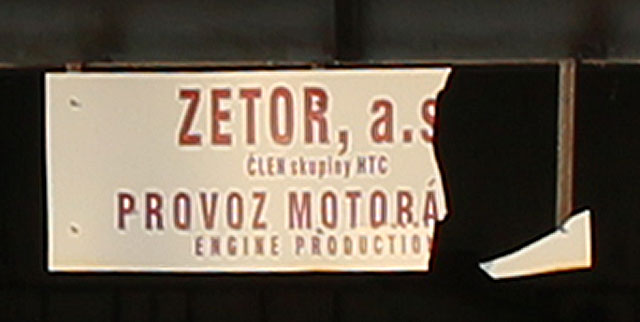 ZETOR, a.s
ČLEN skupiny HTC
PROVOZ MOTORÁ
ENGINE PRODUCTIO